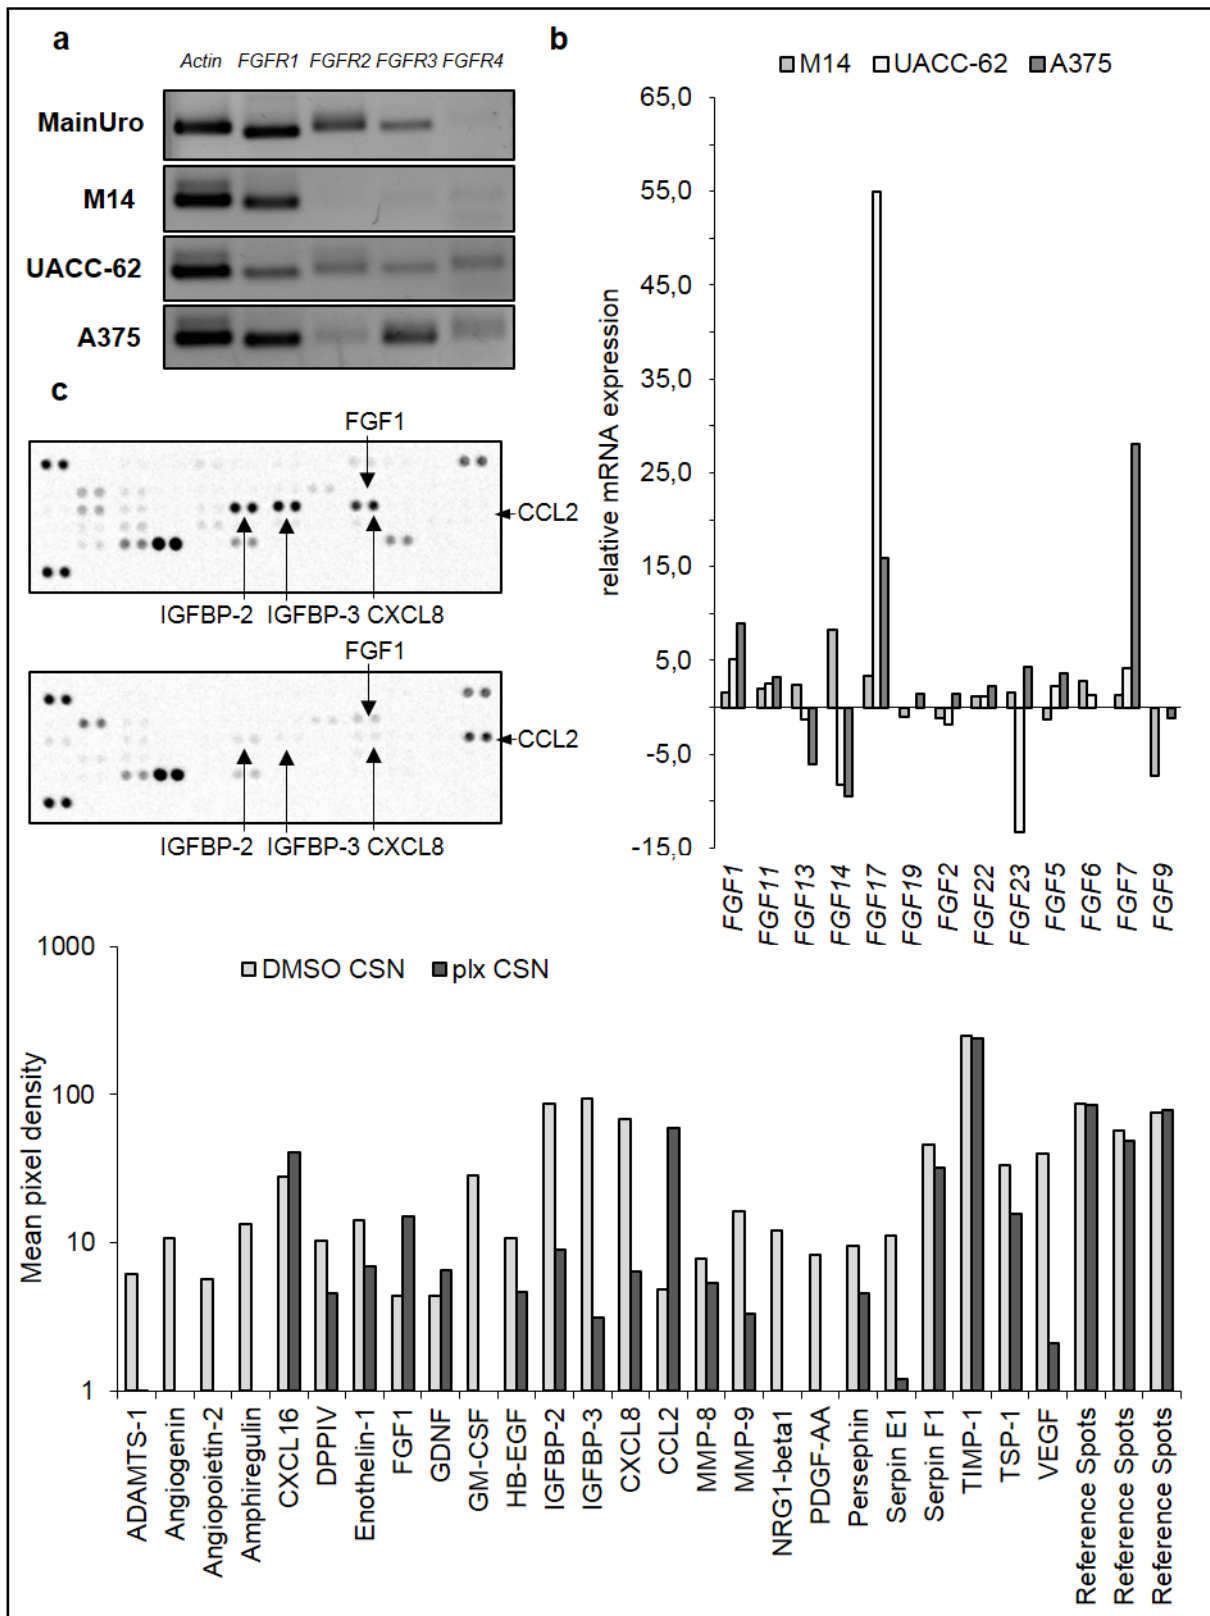 a
Actin FGFR1 FGFR2 FGFR3 FGFR4
MainUro
M14
UACC-62
A375
b
M14 UACC-62 A375
relative mRNA expression
65,0
55,0
45,0
35,0
25,0
15,0
5,0
-5,0
-15,0
FGF1
FGF11
FGF13
FGF14
FGF17
FGF19
FGF2
FGF22
FGF23
FGF5
FGF6
FGF7
FGF9
c
FGF1
CCL2
IGFBP-2 IGFBP-3 CXCL8
FGF1
CCL2
IGFBP-2 IGFBP-3 CXCL8
DMSO CSN plx CSN
Mean pixel density
1000
100
10
1
ADAMTS-1
Angiogenin
Angiopoietin-2
Amphiregulin
CXCL16
DPPIV
Enothelin-1
FGF1
GDNF
GM-CSF
HB-EGF
IGFBP-2
IGFBP-3
CXCL8
CCL2
MMP-8
MMP-9
NRG1-beta1
PDGF-AA
Persephin
Serpin E1
Serpin F1
TIMP-1
TSP-1
VEGF
Reference Spots
Reference Spots
Reference Spots